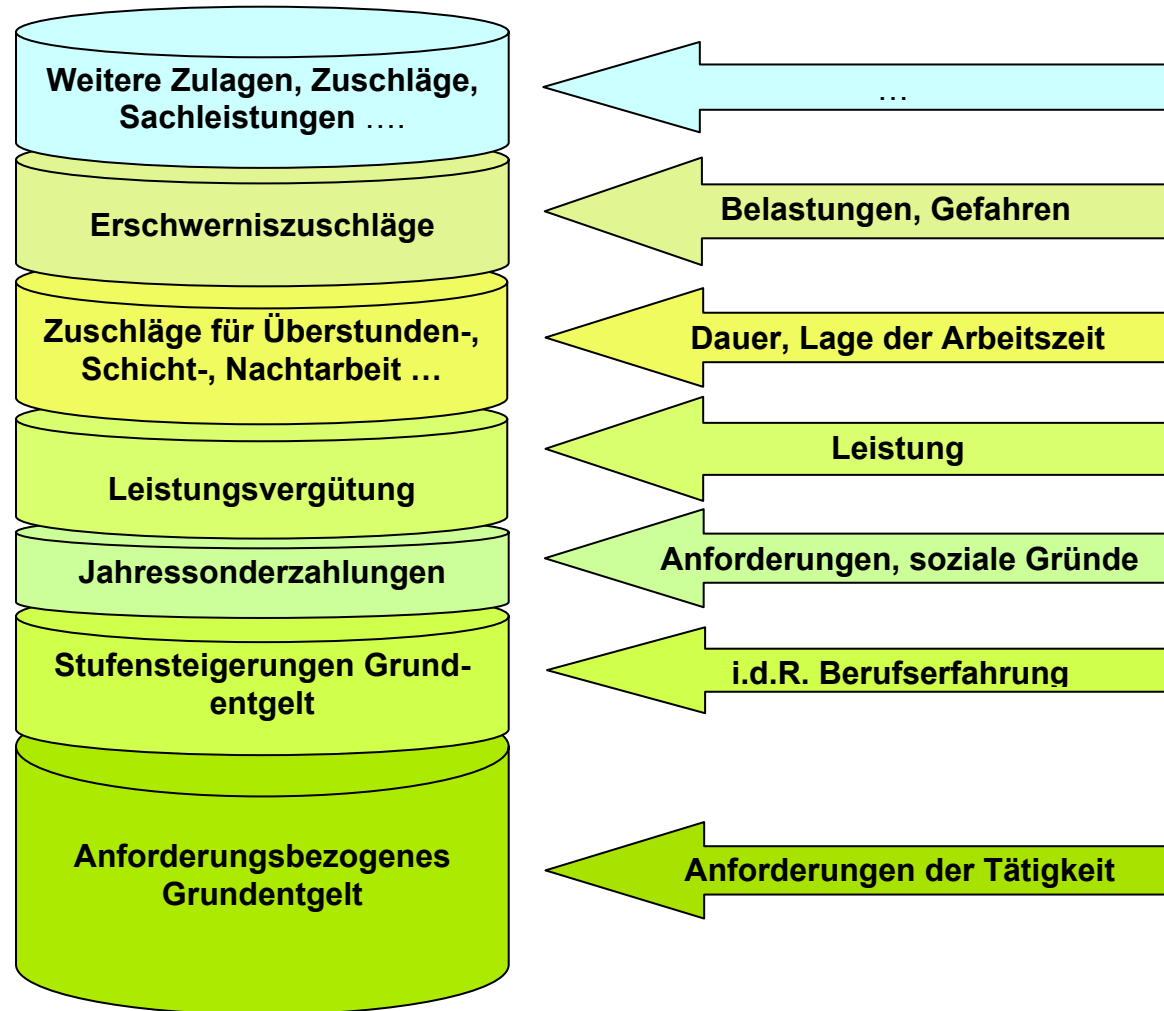 Weitere Zulagen, Zuschläge,
Sachleistungen ….
…
Erschwerniszuschläge
Belastungen, Gefahren
Zuschläge für Überstunden-,
Schicht-, Nachtarbeit …
Dauer, Lage der Arbeitszeit
Leistungsvergütung
Leistung
Jahressonderzahlungen
Anforderungen, soziale Gründe
Stufensteigerungen Grund-
entgelt
i.d.R. Berufserfahrung
Anforderungsbezogenes
Grundentgelt
Anforderungen der Tätigkeit